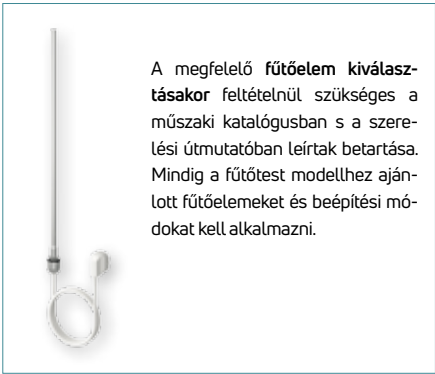 A megfelelő fűtőelem kiválasz-
tásakor feltételnül szükséges a
műszaki katalógusban s a szere-
lési útmutatóban leírtak betartása.
Mindig a fűtőtest modellhez aján-
lott fűtőelemeket és beépítési mó-
dokat kell alkalmazni.